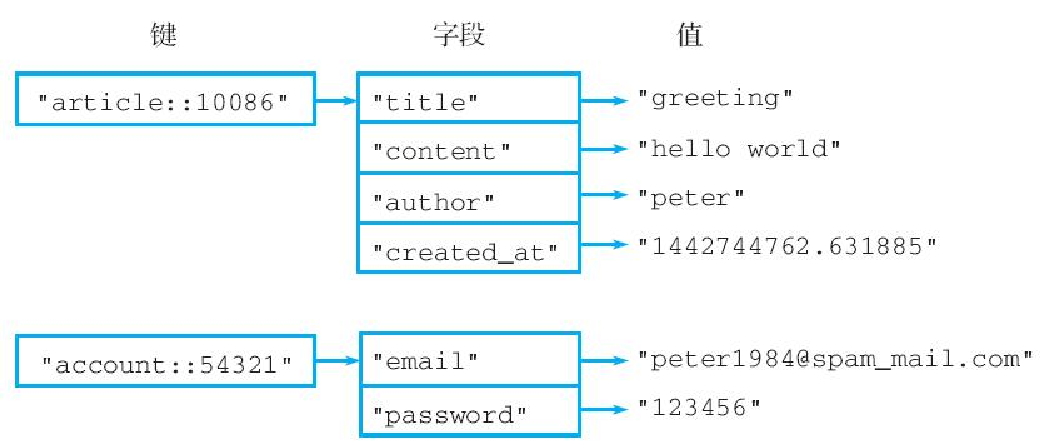 键 字段 值
"article::10086" "title" "greeting"
"content" "hello world"
"author" "peter"
"created_at" "1442744762.631885"
"account::54321" "email" "peter1984@spam_mail.com"
"password" "123456"